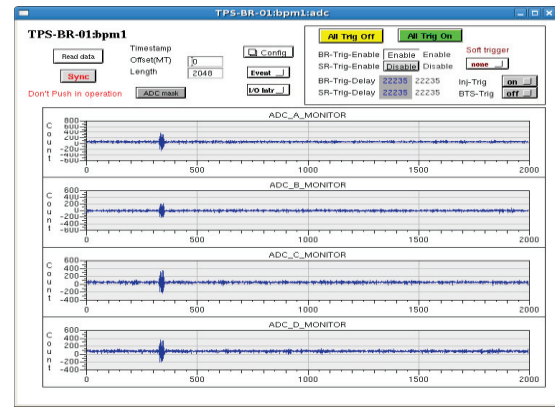 TPS-BR-01:bpm1:adc
TPS-BR-01:bpm1
All Trig Off
All Trig On
Read data
Timestamp
Offset(MT) 0
Length 2048
Config
Event
I/O Intr
Sync
Don't Push in operation
ADC mask
BR-Trig-Enable Enable Enable
SR-Trig-Enable Disable Disable
BR-Trig-Delay 22235 22235
SR-Trig-Delay 22235 22235
Soft trigger
none
Inj-Trig on
BTS-Trig off
ADC_A_MONITOR
Count
800
600
400
200
0
-200
-400
-600
0 500 1000 1500 2000
ADC_B_MONITOR
Count
600
400
200
0
-200
-400
-600
0 500 1000 1500 2000
ADC_C_MONITOR
Count
600
400
200
0
-200
-400
0 500 1000 1500 2000
ADC_D_MONITOR
Count
600
400
200
0
-200
-400
0 500 1000 1500 2000